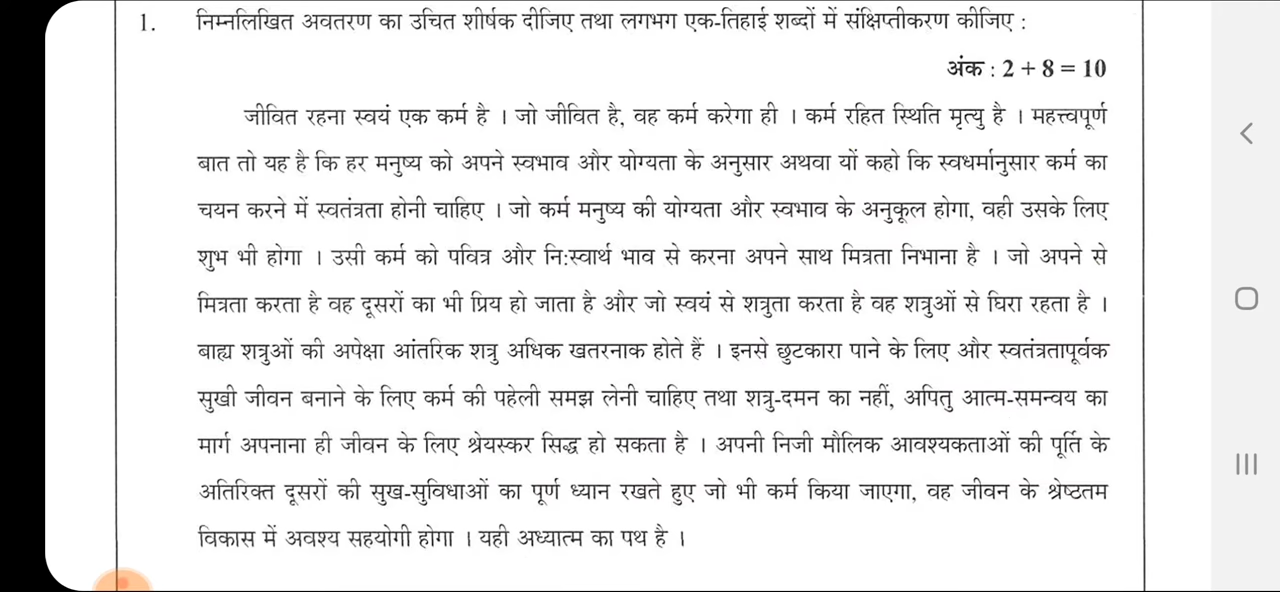 1. निम्नलिखित अवतरण का उचित शीर्षक दीजिए तथा लगभग एक-तिहाई शब्दों में संक्षिप्तीकरण कीजिए :
अंक : 2 + 8 = 10
जीवित रहना स्वयं एक कर्म है । जो जीवित है, वह कर्म करेगा ही । कर्म रहित स्थिति मृत्यु है । महत्त्वपूर्ण
बात तो यह है कि हर मनुष्य को अपने स्वभाव और योग्यता के अनुसार अथवा यों कहो कि स्वधर्मानुसार कर्म का
चयन करने में स्वतंत्रता होनी चाहिए । जो कर्म मनुष्य की योग्यता और स्वभाव के अनुकूल होगा, वही उसके लिए
शुभ भी होगा । उसी कर्म को पवित्र और नि:स्वार्थ भाव से करना अपने साथ मित्रता निभाना है । जो अपने से
मित्रता करता है वह दूसरों का भी प्रिय हो जाता है और जो स्वयं से शत्रुता करता है वह शत्रुओं से घिरा रहता है ।
बाह्य शत्रुओं की अपेक्षा आंतरिक शत्रु अधिक खतरनाक होते हैं । इनसे छुटकारा पाने के लिए और स्वतंत्रतापूर्वक
सुखी जीवन बनाने के लिए कर्म की पहेली समझ लेनी चाहिए तथा शत्रु-दमन का नहीं, अपितु आत्म-समन्वय का
मार्ग अपनाना ही जीवन के लिए श्रेयस्कर सिद्ध हो सकता है । अपनी निजी मौलिक आवश्यकताओं की पूर्ति के
अतिरिक्त दूसरों की सुख-सुविधाओं का पूर्ण ध्यान रखते हुए जो भी कर्म किया जाएगा, वह जीवन के श्रेष्ठतम
विकास में अवश्य सहयोगी होगा । यही अध्यात्म का पथ है ।